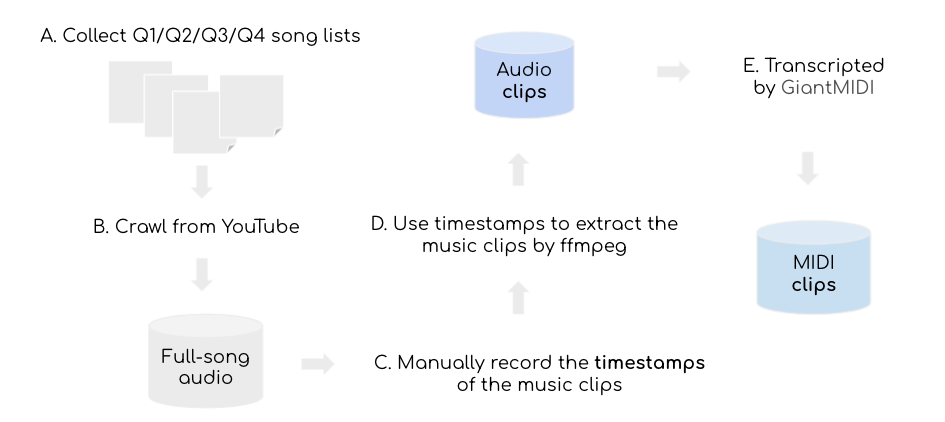 A. Collect Q1/Q2/Q3/Q4 song lists
B. Crawl from YouTube
Full-song
audio
C. Manually record the timestamps
of the music clips
D. Use timestamps to extract the
music clips by ffmpeg
Audio
clips
E. Transcripted
by GiantMIDI
MIDI
clips